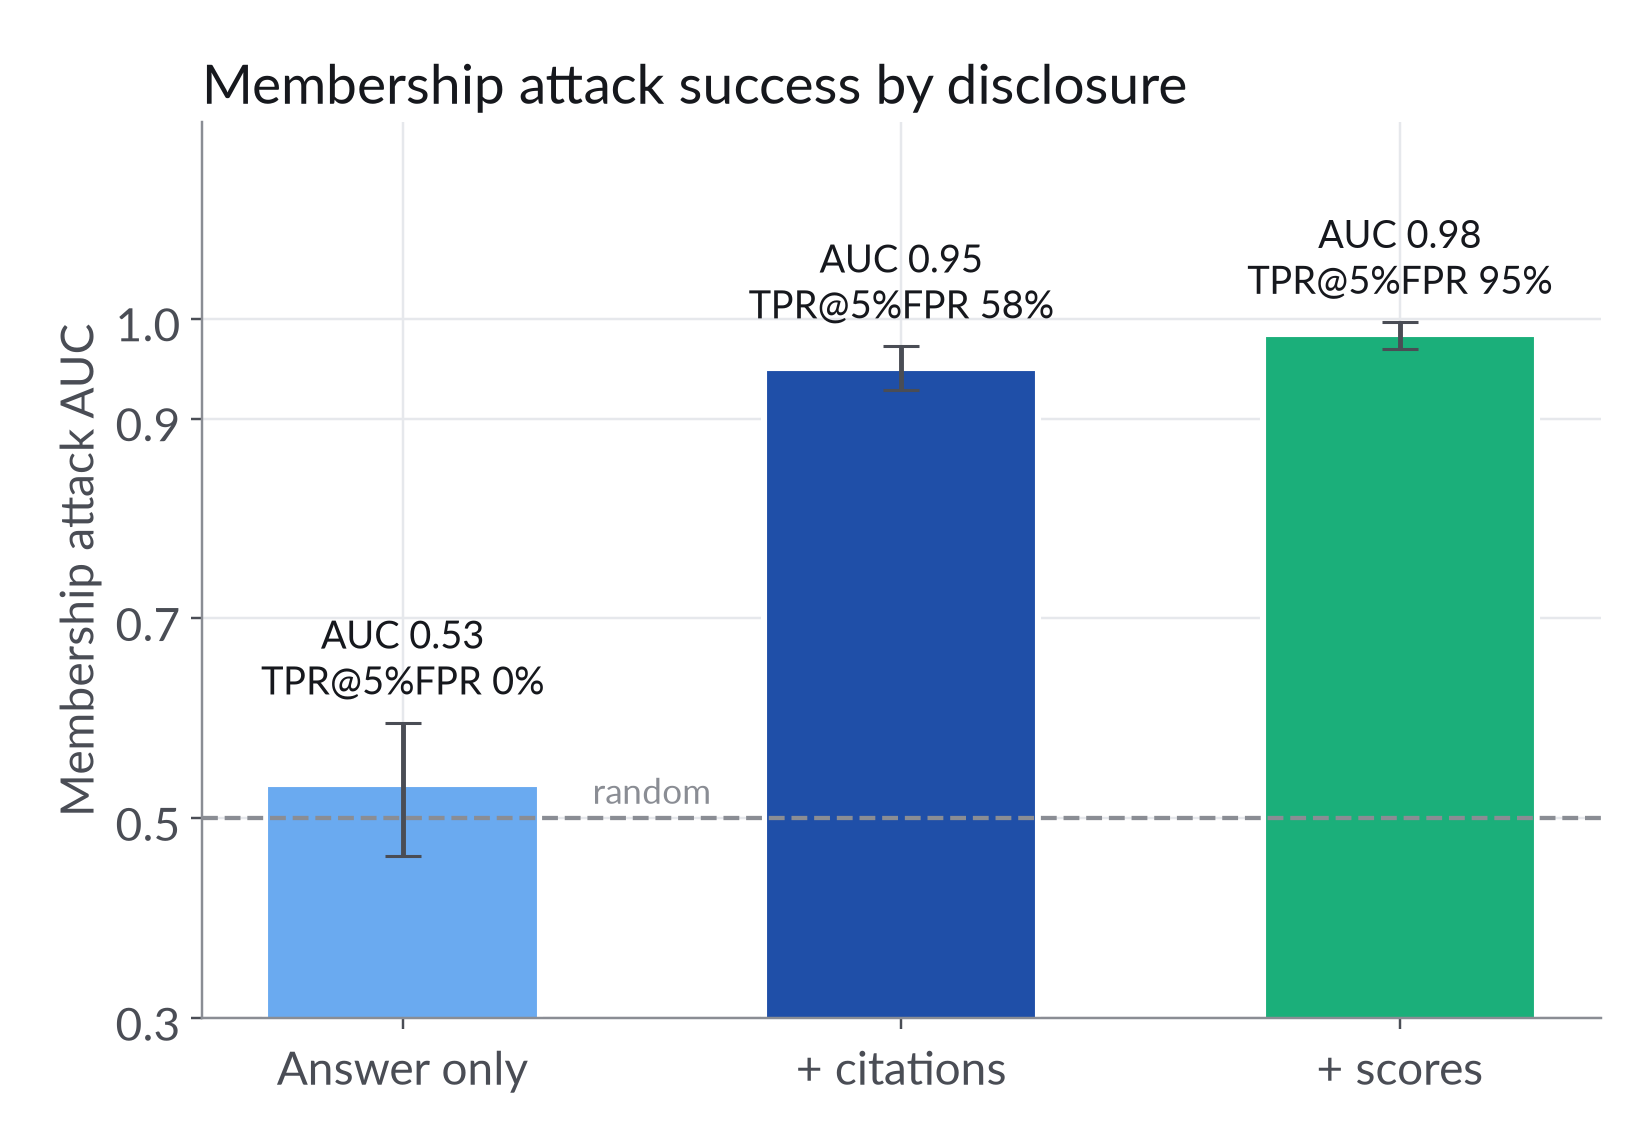 Membership attack success by disclosure
AUC 0.98
TPR@5%FPR 95%
AUC 0.95
TPR@5%FPR 58%
AUC 0.53
TPR@5%FPR 0%
random
Membership attack AUC
1.0
0.9
0.7
0.5
0.3
Answer only
+ citations
+ scores